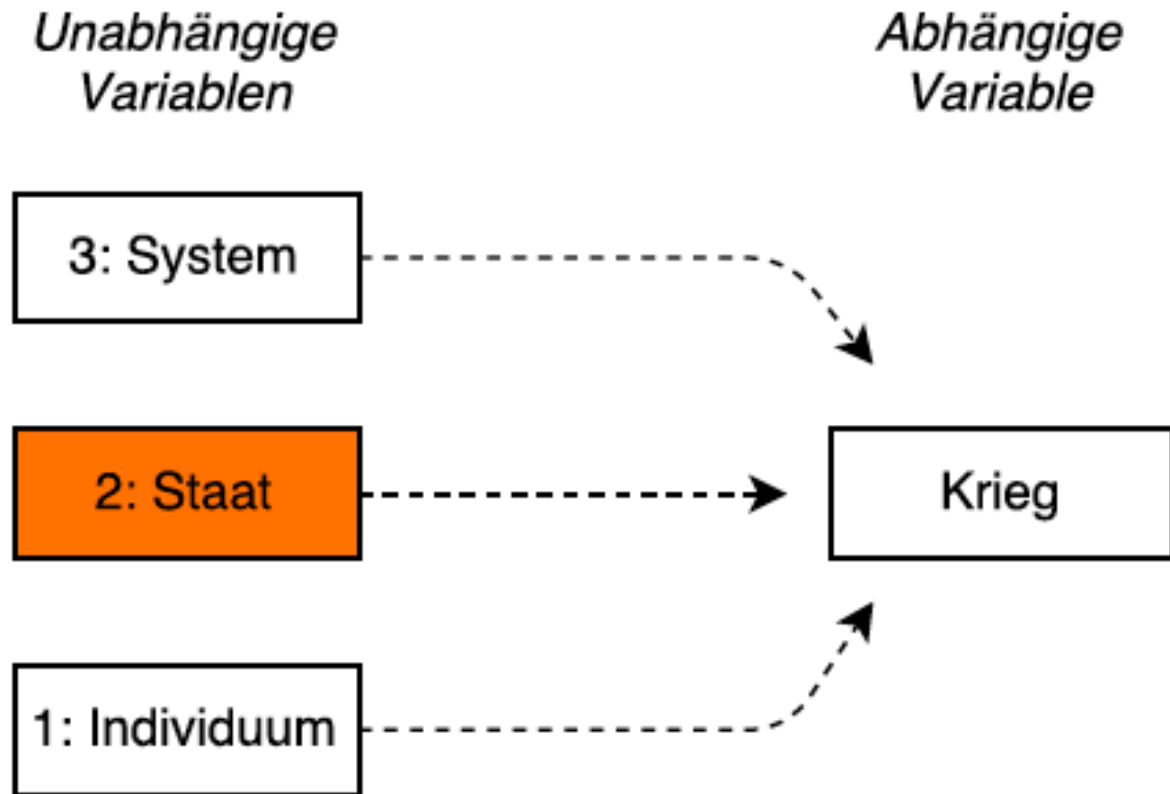 Unabhängige
Variablen
Abhängige
Variable
3: System
2: Staat
Krieg
1: Individuum